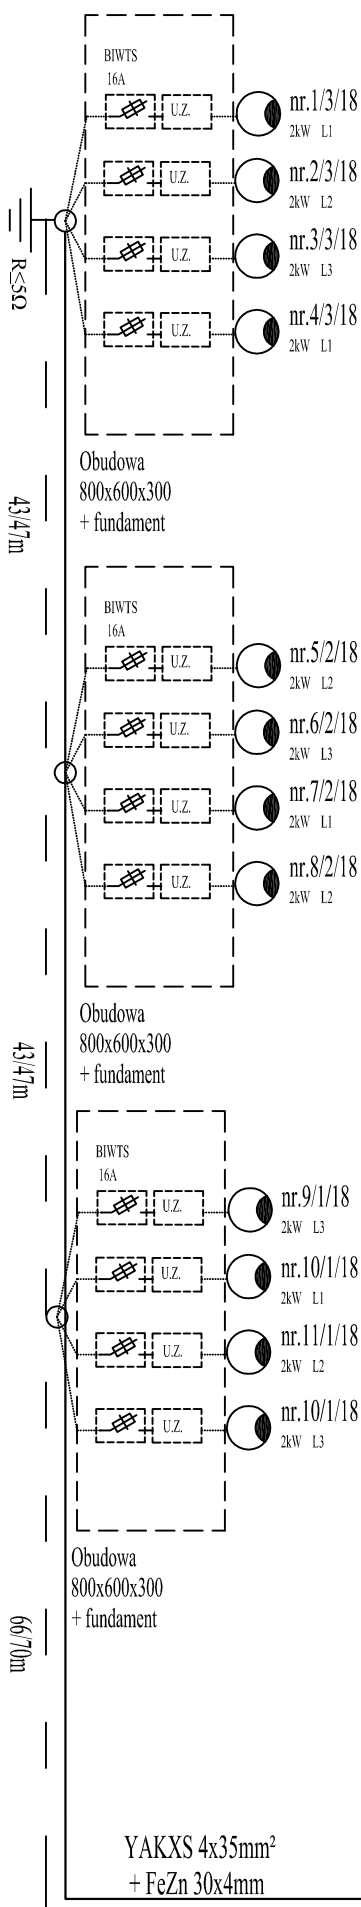 BIWTS
16A
U.Z.
nr.1/3/18
2kW L1
U.Z.
nr.2/3/18
2kW L2
U.Z.
nr.3/3/18
2kW L3
U.Z.
nr.4/3/18
2kW L1
R≤5Ω
Obudowa
800x600x300
+ fundament
43/47m
BIWTS
16A
U.Z.
nr.5/2/18
2kW L2
U.Z.
nr.6/2/18
2kW L3
U.Z.
nr.7/2/18
2kW L1
U.Z.
nr.8/2/18
2kW L2
Obudowa
800x600x300
+ fundament
43/47m
BIWTS
16A
U.Z.
nr.9/1/18
2kW L3
U.Z.
nr.10/1/18
2kW L1
U.Z.
nr.11/1/18
2kW L2
U.Z.
nr.10/1/18
2kW L3
Obudowa
800x600x300
+ fundament
66/70m
YAKXS 4x35mm²
+ FeZn 30x4mm